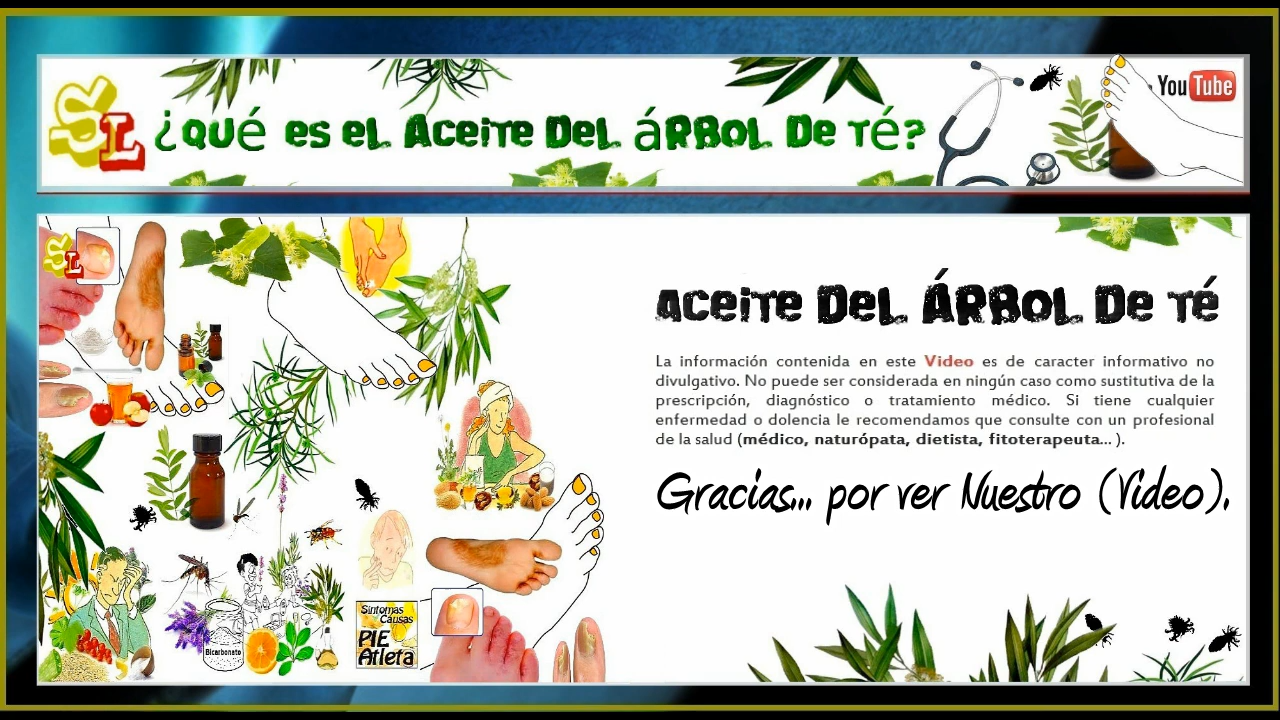 SL
¿QUé es eL Aceite Del áRBOL De té?
You Tube
SL
Aceite Del ÁRBOL De té
La información contenida en este Video es de caracter informativo no
divulgativo. No puede ser considerada en ningún caso como sustitutiva de la
prescripción, diagnóstico o tratamiento médico. Si tiene cualquier
enfermedad o dolencia le recomendamos que consulte con un profesional
de la salud (médico, naturópata, dietista, fitoterapeuta... ).
Gracias... por ver Nuestro (Video).
Sintomas
Causas
PIE
Atleta
Bicarbonato